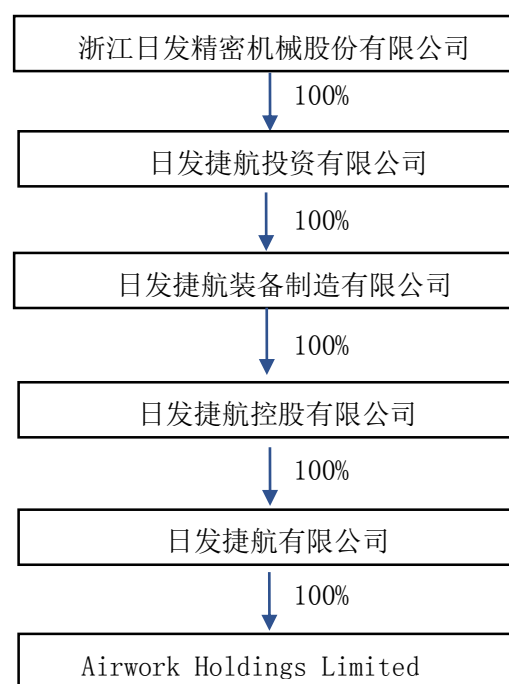 浙江日发精密机械股份有限公司
100%
日发捷航投资有限公司
100%
日发捷航装备制造有限公司
100%
日发捷航控股有限公司
100%
日发捷航有限公司
100%
Airwork Holdings Limited